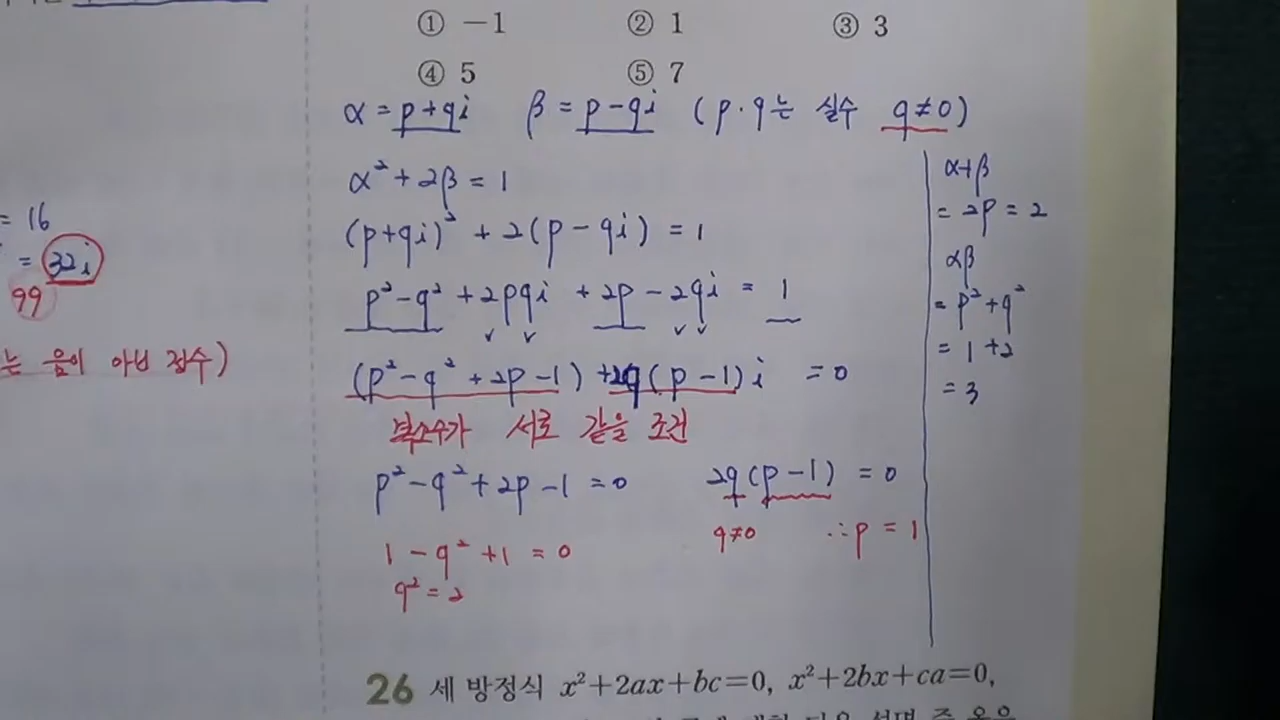 ① −1 ② 1 ③ 3
④ 5 ⑤ 7
α = p+qi β = p−qi (p·q는 실수 q≠0)
α²+2β = 1
(p+qi)² + 2(p−qi) = 1
p²−q² +2pqi +2p −2qi = 1
(p²−q²+2p−1) +2q(p−1)i = 0
복소수가 서로 같을 조건
p²−q²+2p−1 = 0 2q(p−1) = 0
q≠0 ∴p = 1
1−q²+1 = 0
q² = 2
α+β
= 2p = 2
αβ
= p²+q²
= 1+2
= 3
= 16
= 32i
99
는 음이 아닌 정수)
26 세 방정식 x²+2ax+bc=0, x²+2bx+ca=0,